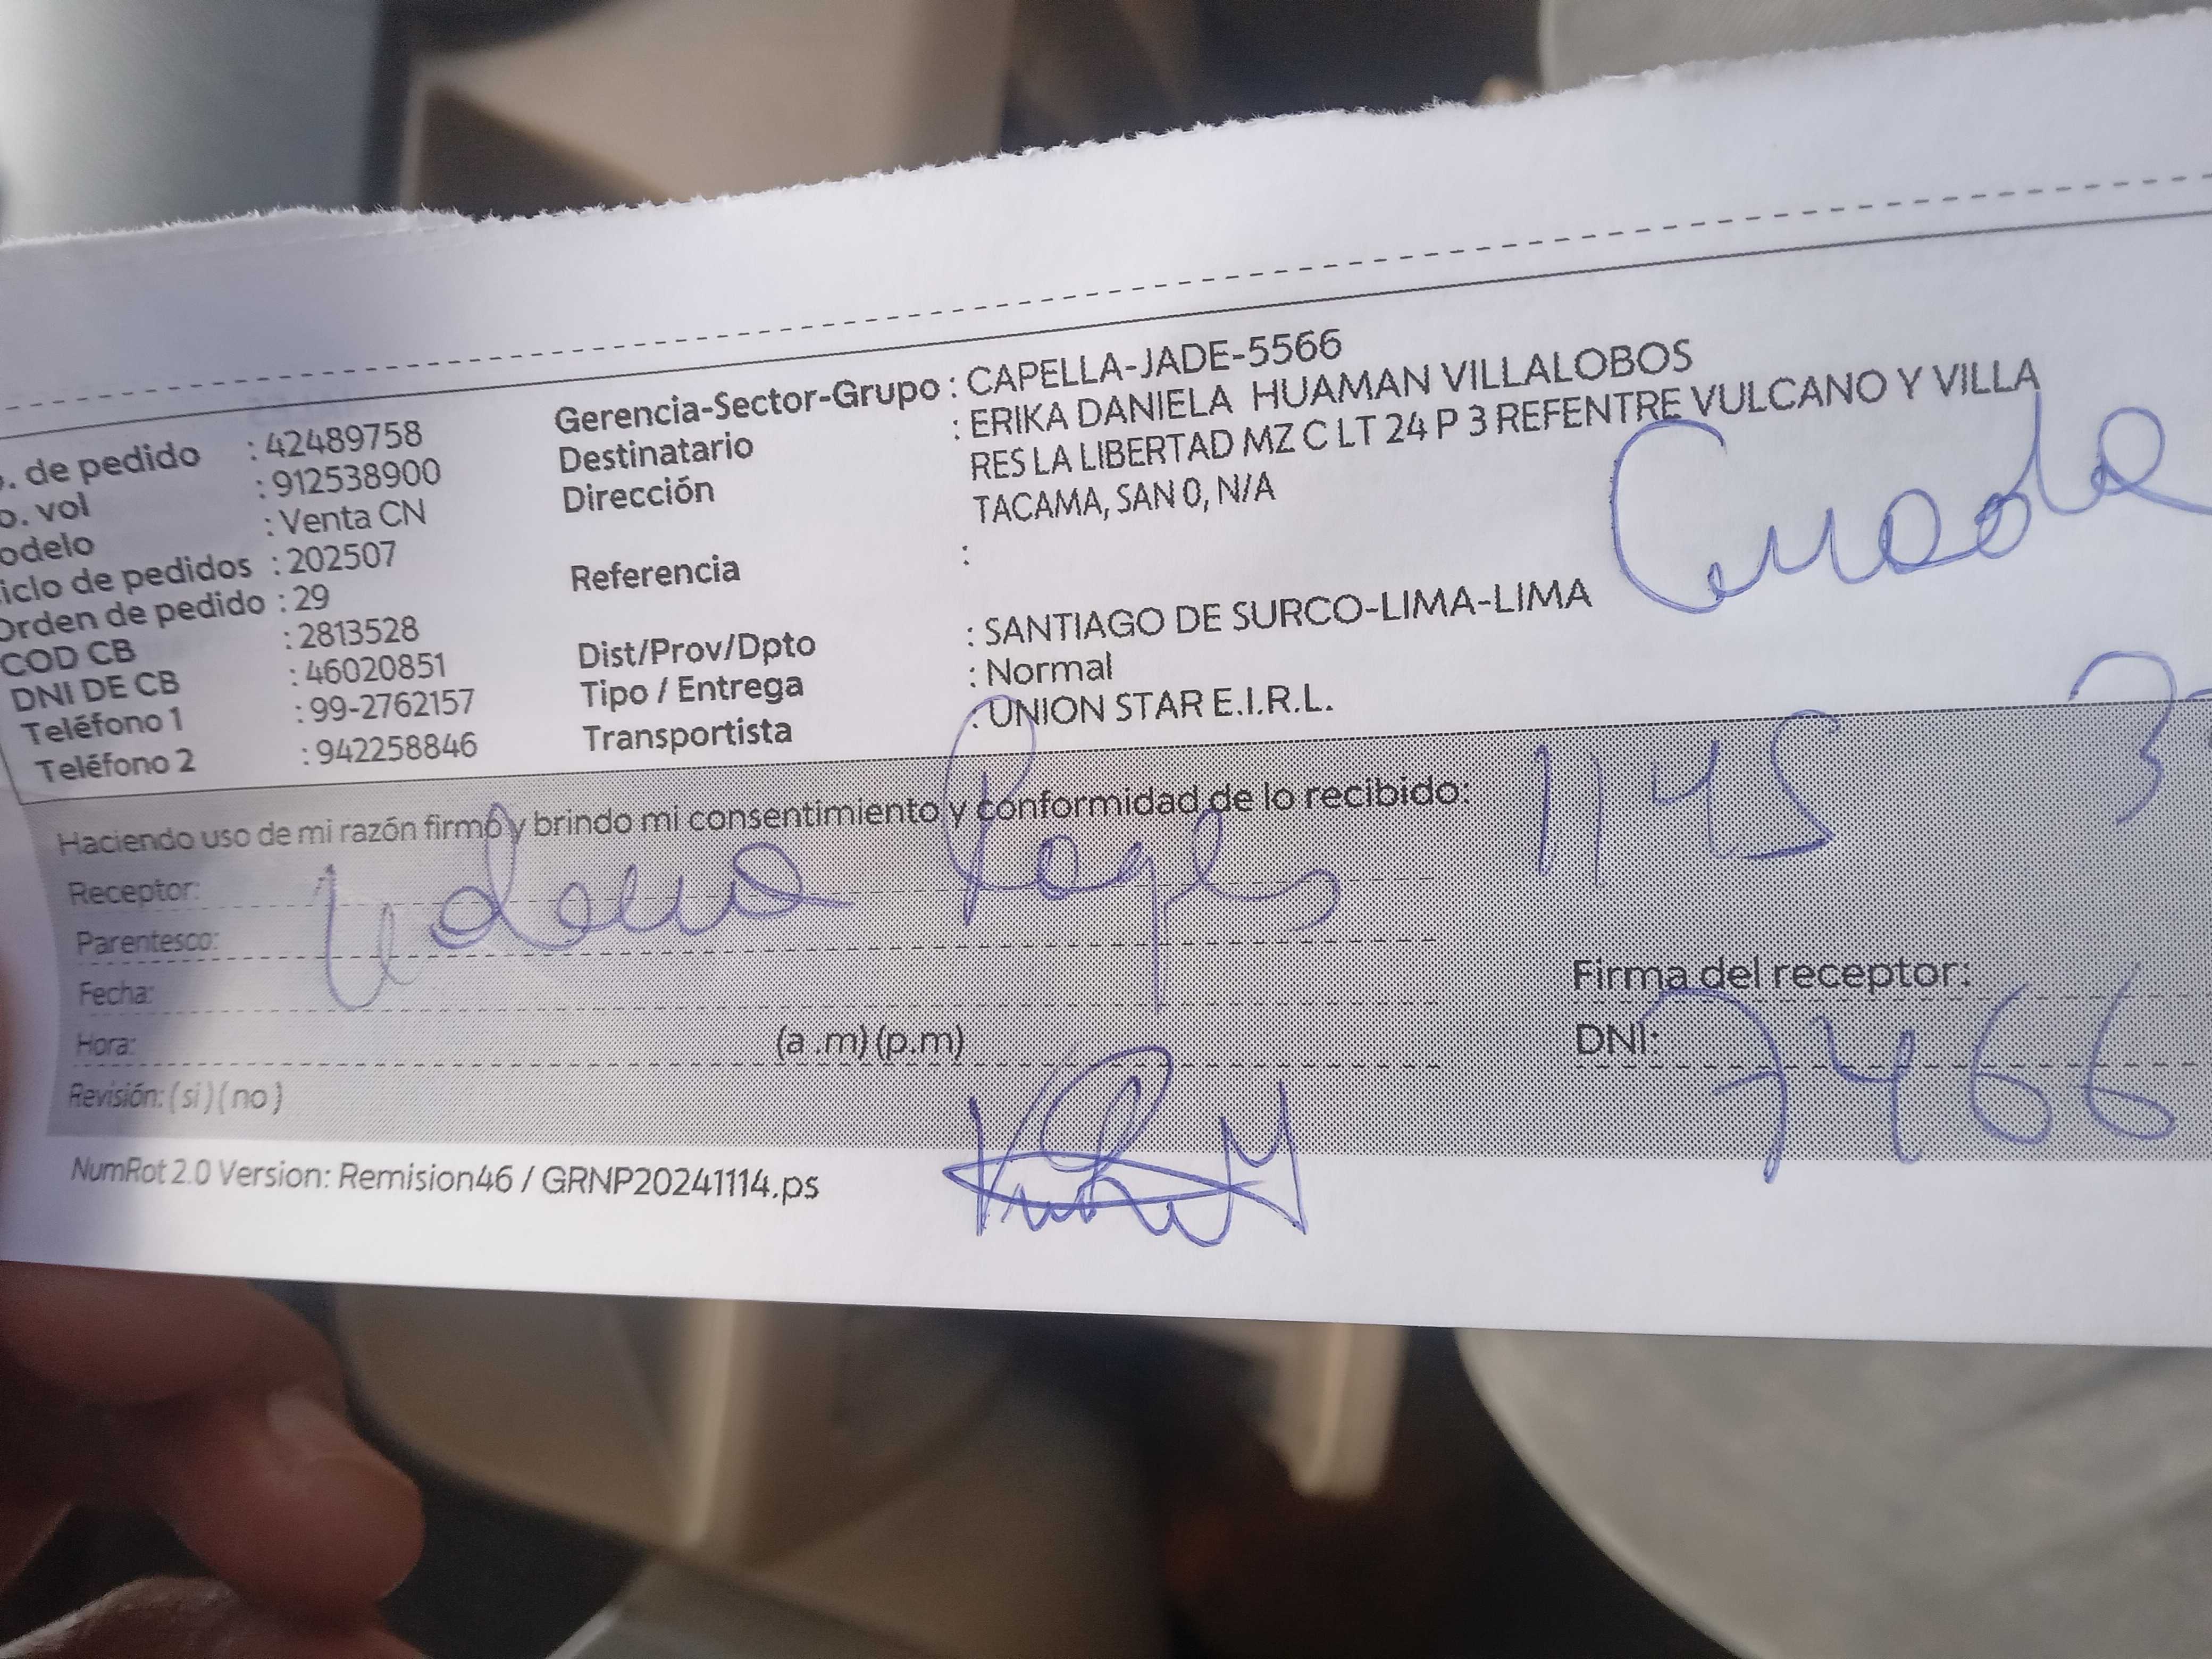 . de pedido : 42489758
o. vol : 912538900
odelo : Venta CN
iclo de pedidos : 202507
Orden de pedido : 29
COD CB : 2813528
DNI DE CB : 46020851
Teléfono 1 : 99-2762157
Teléfono 2 : 942258846
Gerencia-Sector-Grupo : CAPELLA-JADE-5566
Destinatario : ERIKA DANIELA HUAMAN VILLALOBOS
Dirección RES LA LIBERTAD MZ C LT 24 P 3 REFENTRE VULCANO Y VILLA
TACAMA, SAN 0, N/A
Referencia :
Dist/Prov/Dpto : SANTIAGO DE SURCO-LIMA-LIMA
Tipo / Entrega : Normal
Transportista : UNION STAR E.I.R.L.
Haciendo uso de mi razón firmo y brindo mi consentimiento y conformidad de lo recibido:
1145
3
Receptor:
Parentesco:
Fecha:
Hora: (a .m) (p.m)
Revisión: ( si ) ( no )
Firma del receptor:
DNI: 7466
NumRot 2.0 Version: Remision46 / GRNP20241114.ps